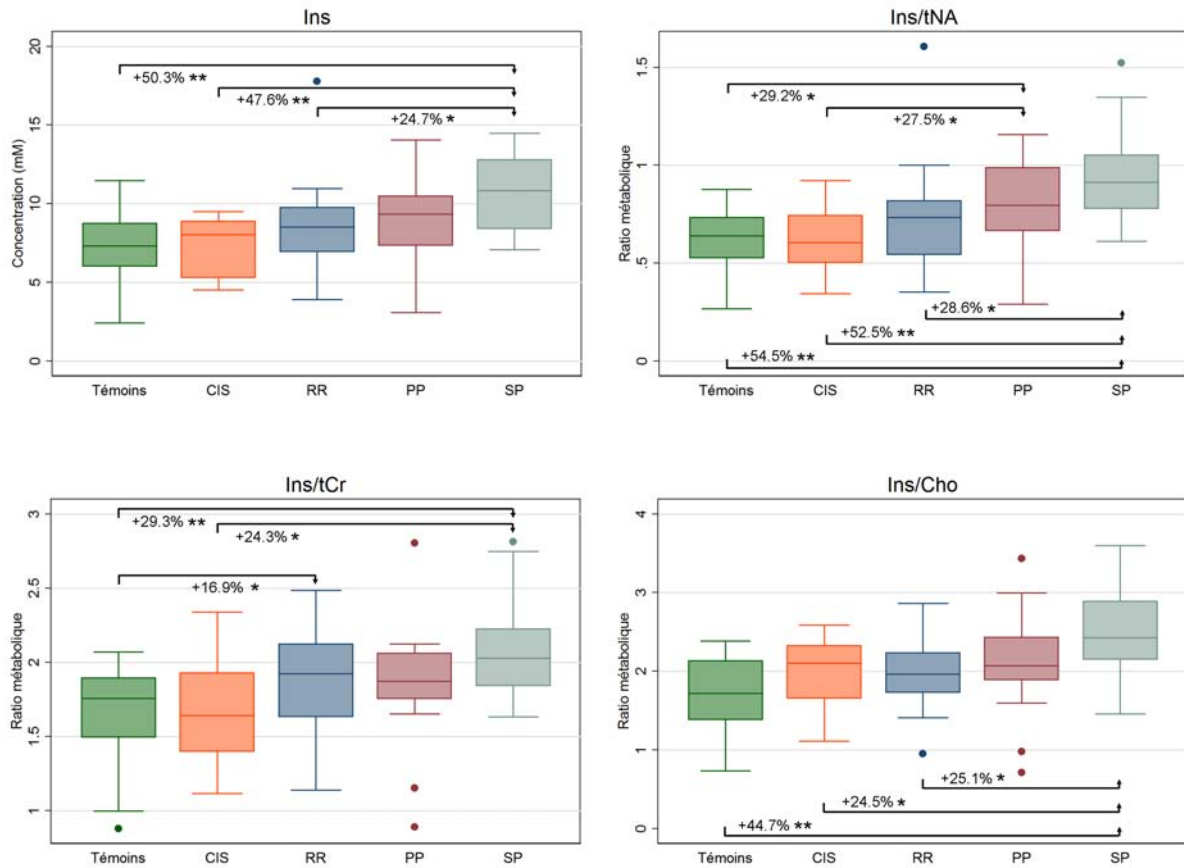 Ins
Concentration (mM)
20
15
10
5
0
+50.3% **
+47.6% **
+24.7% *
Témoins CIS RR PP SP
Ins/tNA
Ratio métabolique
1.5
1
.5
0
+29.2% *
+27.5% *
+28.6% *
+52.5% **
+54.5% **
Témoins CIS RR PP SP
Ins/tCr
Ratio métabolique
3
2.5
2
1.5
1
+29.3% **
+24.3% *
+16.9% *
Témoins CIS RR PP SP
Ins/Cho
Ratio métabolique
4
3
2
1
0
+25.1% *
+24.5% *
+44.7% **
Témoins CIS RR PP SP